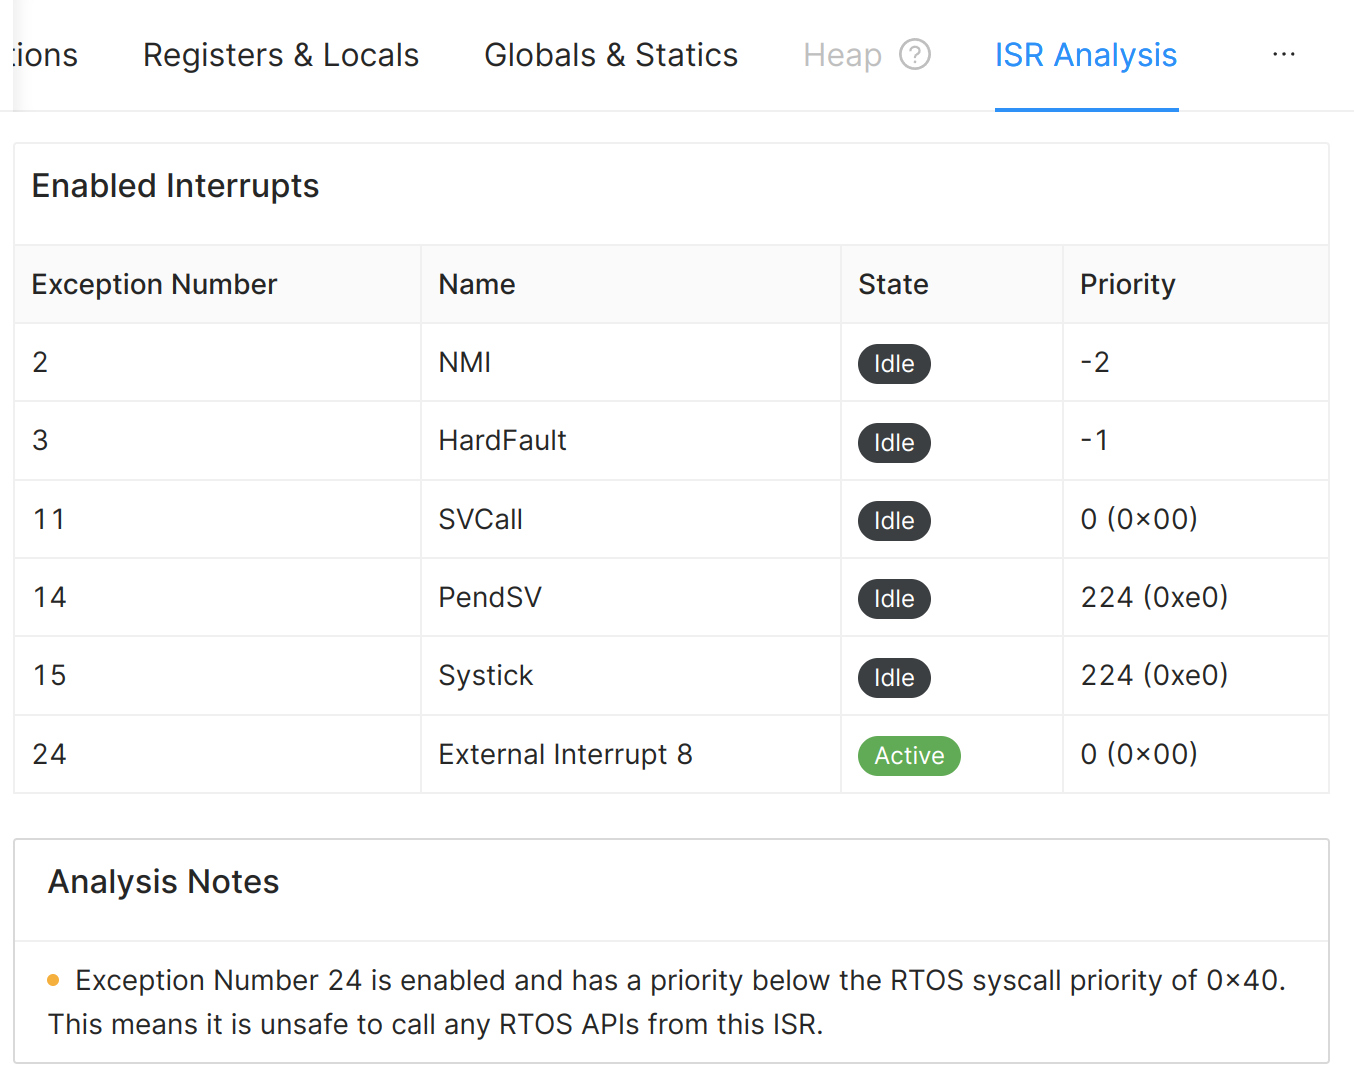 tions Registers & Locals Globals & Statics Heap ? ISR Analysis ...
Enabled Interrupts
Exception Number Name State Priority
2 NMI Idle -2
3 HardFault Idle -1
11 SVCall Idle 0 (0x00)
14 PendSV Idle 224 (0xe0)
15 Systick Idle 224 (0xe0)
24 External Interrupt 8 Active 0 (0x00)
Analysis Notes
Exception Number 24 is enabled and has a priority below the RTOS syscall priority of 0x40.
This means it is unsafe to call any RTOS APIs from this ISR.